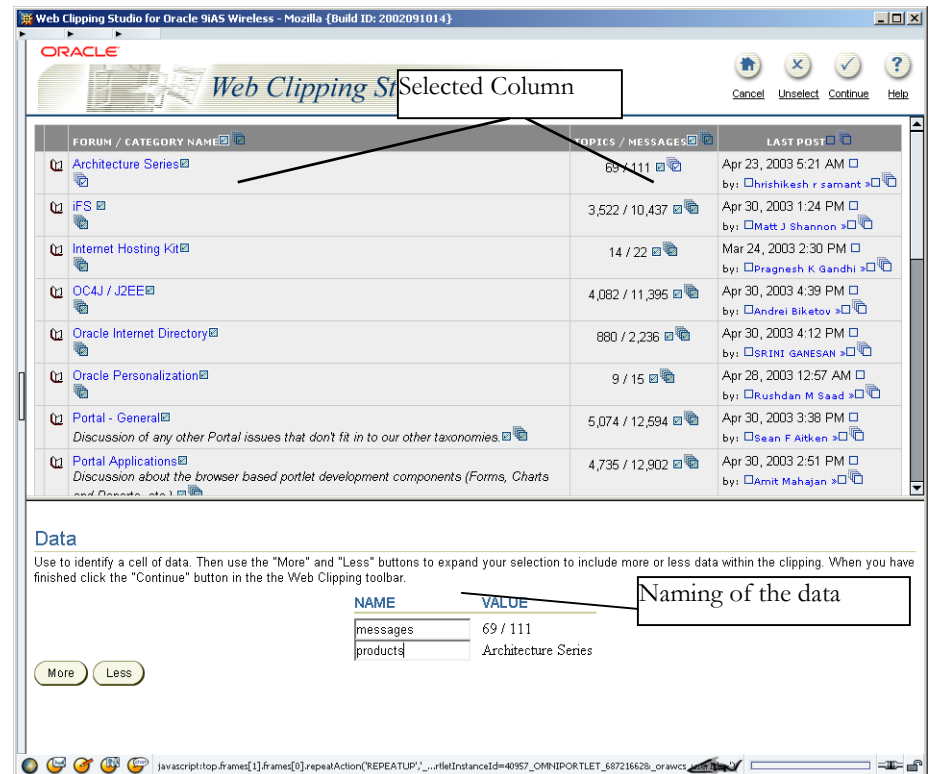 Web Clipping Studio for Oracle 9iAS Wireless - Mozilla {Build ID: 2002091014}
ORACLE
Web Clipping St
Selected Column
Cancel Unselect Continue Help
FORUM / CATEGORY NAME TOPICS / MESSAGES LAST POST
Architecture Series 69 / 111 Apr 23, 2003 5:21 AM
by: hrishikesh r samant »
iFS 3,522 / 10,437 Apr 30, 2003 1:24 PM
by: Matt J Shannon »
Internet Hosting Kit 14 / 22 Mar 24, 2003 2:30 PM
by: Pragnesh K Gandhi »
OC4J / J2EE 4,082 / 11,395 Apr 30, 2003 4:39 PM
by: Andrei Biketov »
Oracle Internet Directory 880 / 2,236 Apr 30, 2003 4:12 PM
by: SRINI GANESAN »
Oracle Personalization 9 / 15 Apr 28, 2003 12:57 AM
by: Rushdan M Saad »
Portal - General 5,074 / 12,594 Apr 30, 2003 3:38 PM
Discussion of any other Portal issues that don't fit in to our other taxonomies. by: Sean F Aitken »
Portal Applications 4,735 / 12,902 Apr 30, 2003 2:51 PM
Discussion about the browser based portlet development components (Forms, Charts by: Amit Mahajan »
and Reports, etc.)
Data
Use to identify a cell of data. Then use the "More" and "Less" buttons to expand your selection to include more or less data within the clipping. When you have
finished click the "Continue" button in the the Web Clipping toolbar.
Naming of the data
NAME VALUE
messages 69 / 111
products Architecture Series
More Less
javascript:top.frames[1].frames[0].repeatAction('REPEATUP','_...rtletInstanceId=40957_OMNIPORTLET_687216628_orawcs_